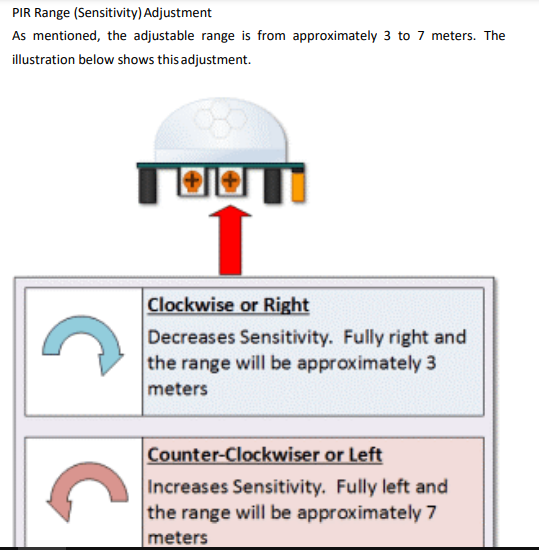 PIR Range (Sensitivity) Adjustment
As mentioned, the adjustable range is from approximately 3 to 7 meters. The
illustration below shows this adjustment.
Clockwise or Right
Decreases Sensitivity. Fully right and
the range will be approximately 3
meters
Counter-Clockwiser or Left
Increases Sensitivity. Fully left and
the range will be approximately 7
meters